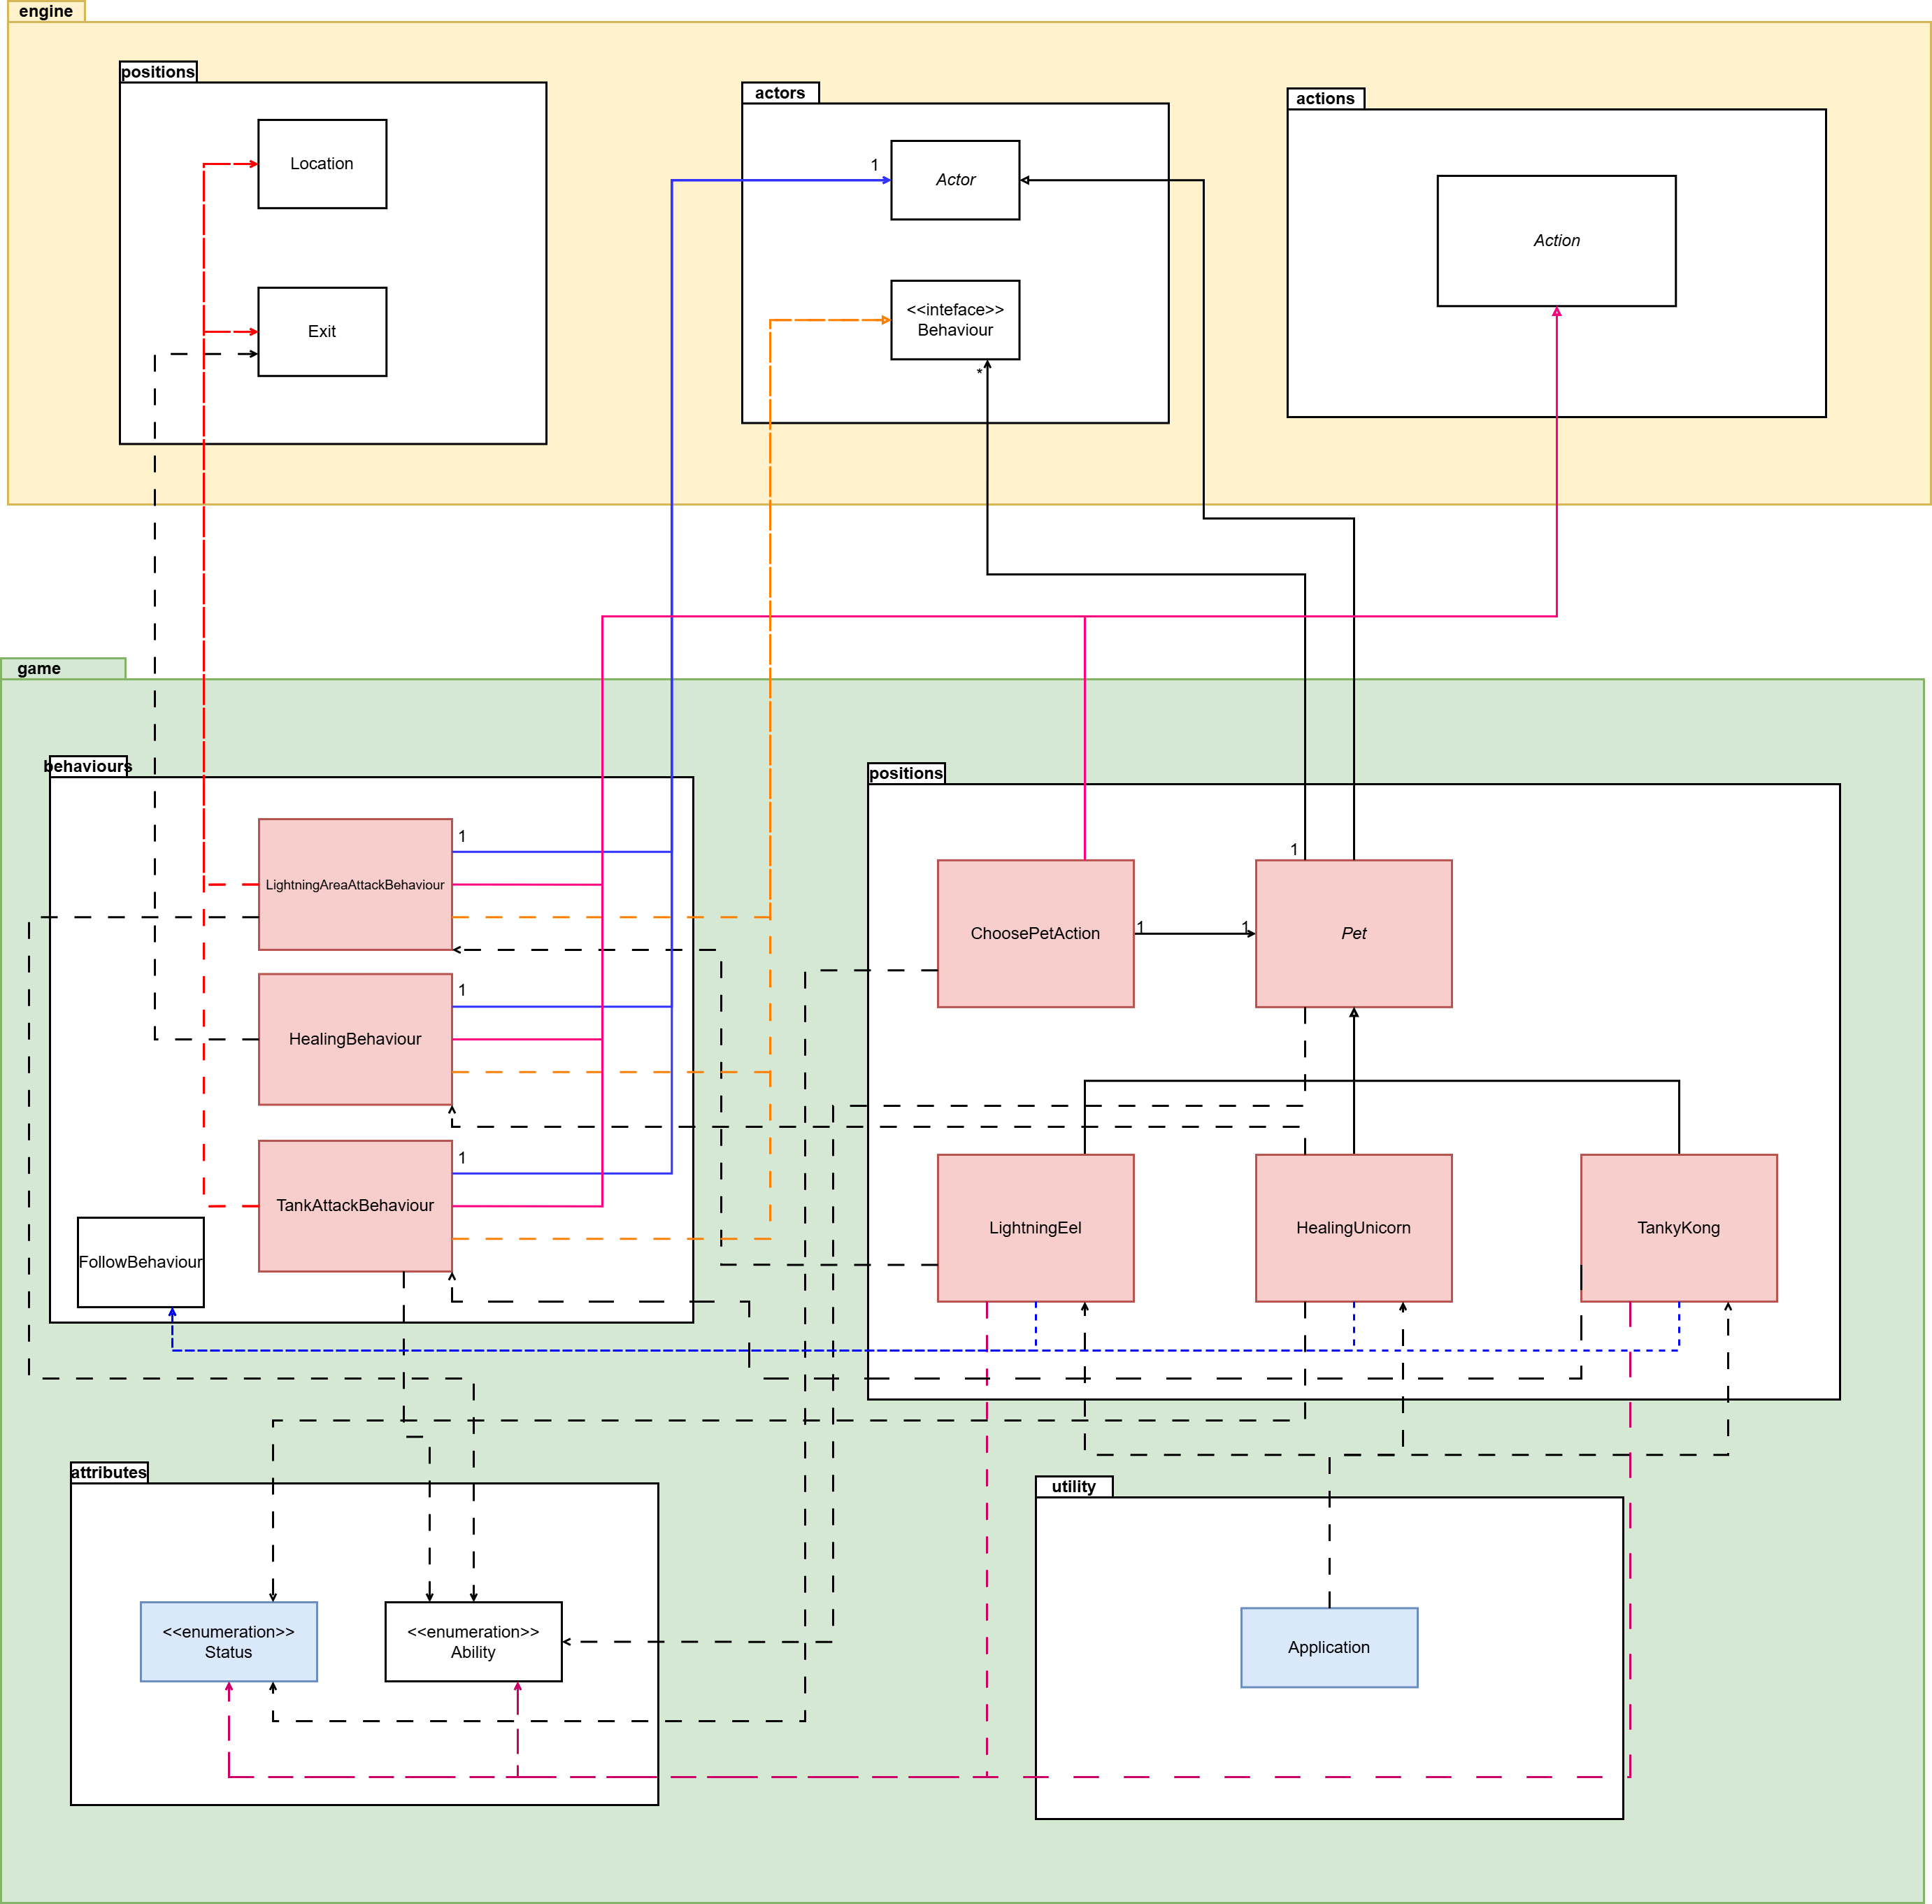 engine
positions
actors
actions
Location
1
Actor
Action
<<inteface>>
Behaviour
Exit
*
game
behaviours
positions
1
LightningAreaAttackBehaviour
1
ChoosePetAction
1
1
Pet
1
HealingBehaviour
1
TankAttackBehaviour
FollowBehaviour
LightningEel
HealingUnicorn
TankyKong
attributes
utility
<<enumeration>>
Status
<<enumeration>>
Ability
Application